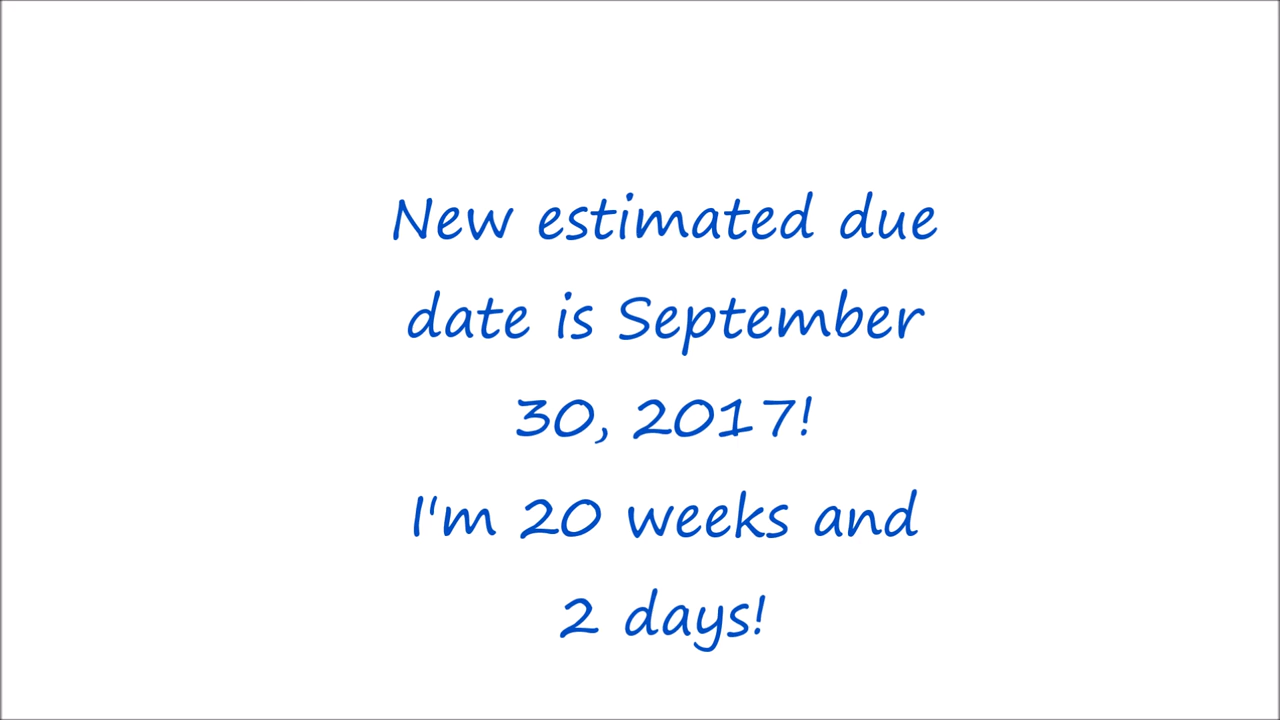 New estimated due
date is September
30, 2017!
I'm 20 weeks and
2 days!